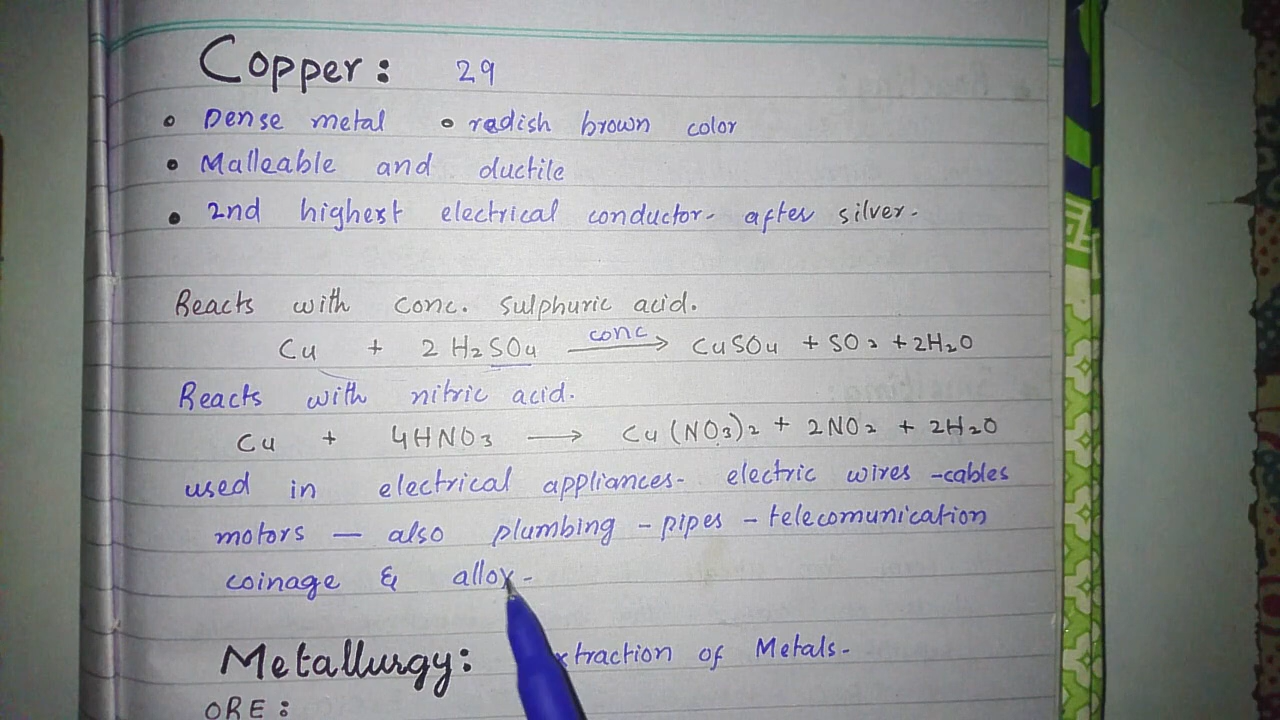 Copper: 29
• Dense metal • radish brown color
• Malleable and ductile
• 2nd highest electrical conductor- after silver.
Reacts with conc. sulphuric acid.
Cu + 2 H₂SO₄ conc → CuSO₄ + SO₂ + 2H₂O
Reacts with nitric acid.
Cu + 4HNO₃ → Cu(NO₃)₂ + 2NO₂ + 2H₂O
used in electrical appliances- electric wires -cables
motors — also plumbing - pipes - telecomunication
coinage & alloy-
Metallurgy: xtraction of Metals-
ORE: